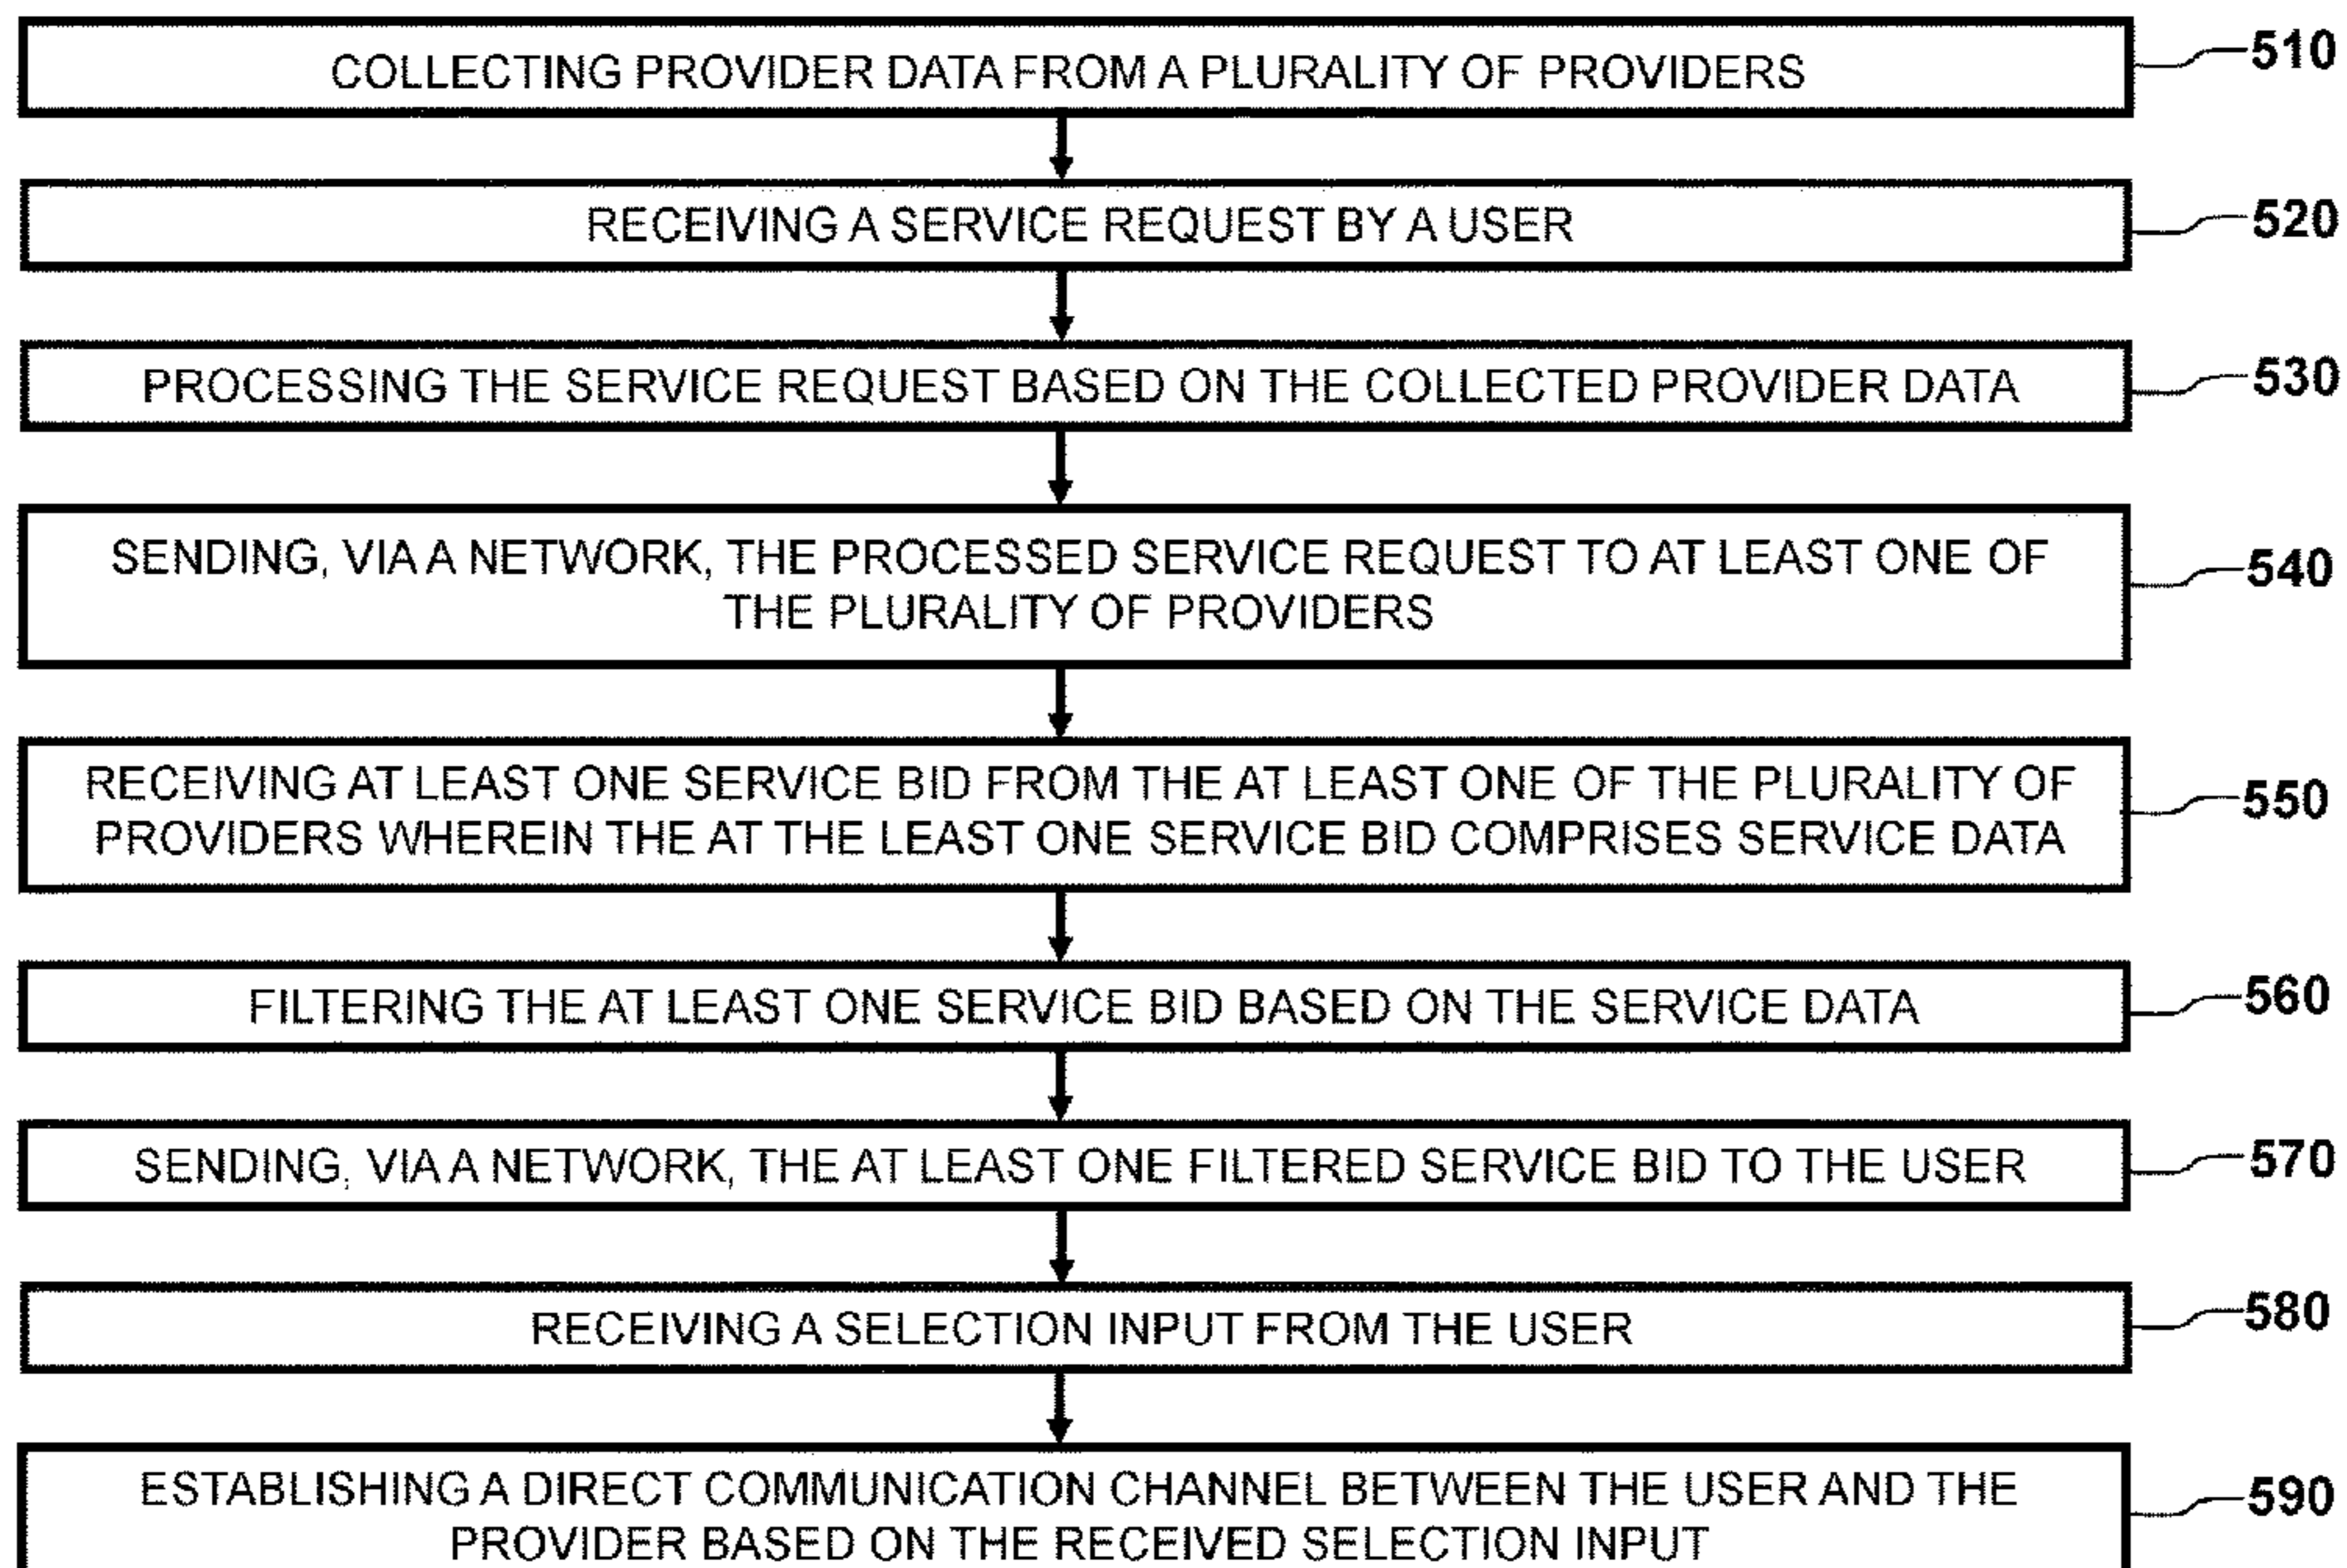 COLLECTING PROVIDER DATA FROM A PLURALITY OF PROVIDERS
510
RECEIVING A SERVICE REQUEST BY A USER
520
PROCESSING THE SERVICE REQUEST BASED ON THE COLLECTED PROVIDER DATA
530
SENDING, VIA A NETWORK, THE PROCESSED SERVICE REQUEST TO AT LEAST ONE OF
THE PLURALITY OF PROVIDERS
540
RECEIVING AT LEAST ONE SERVICE BID FROM THE AT LEAST ONE OF THE PLURALITY OF
PROVIDERS WHEREIN THE AT THE LEAST ONE SERVICE BID COMPRISES SERVICE DATA
550
FILTERING THE AT LEAST ONE SERVICE BID BASED ON THE SERVICE DATA
560
SENDING, VIA A NETWORK, THE AT LEAST ONE FILTERED SERVICE BID TO THE USER
570
RECEIVING A SELECTION INPUT FROM THE USER
580
ESTABLISHING A DIRECT COMMUNICATION CHANNEL BETWEEN THE USER AND THE
PROVIDER BASED ON THE RECEIVED SELECTION INPUT
590